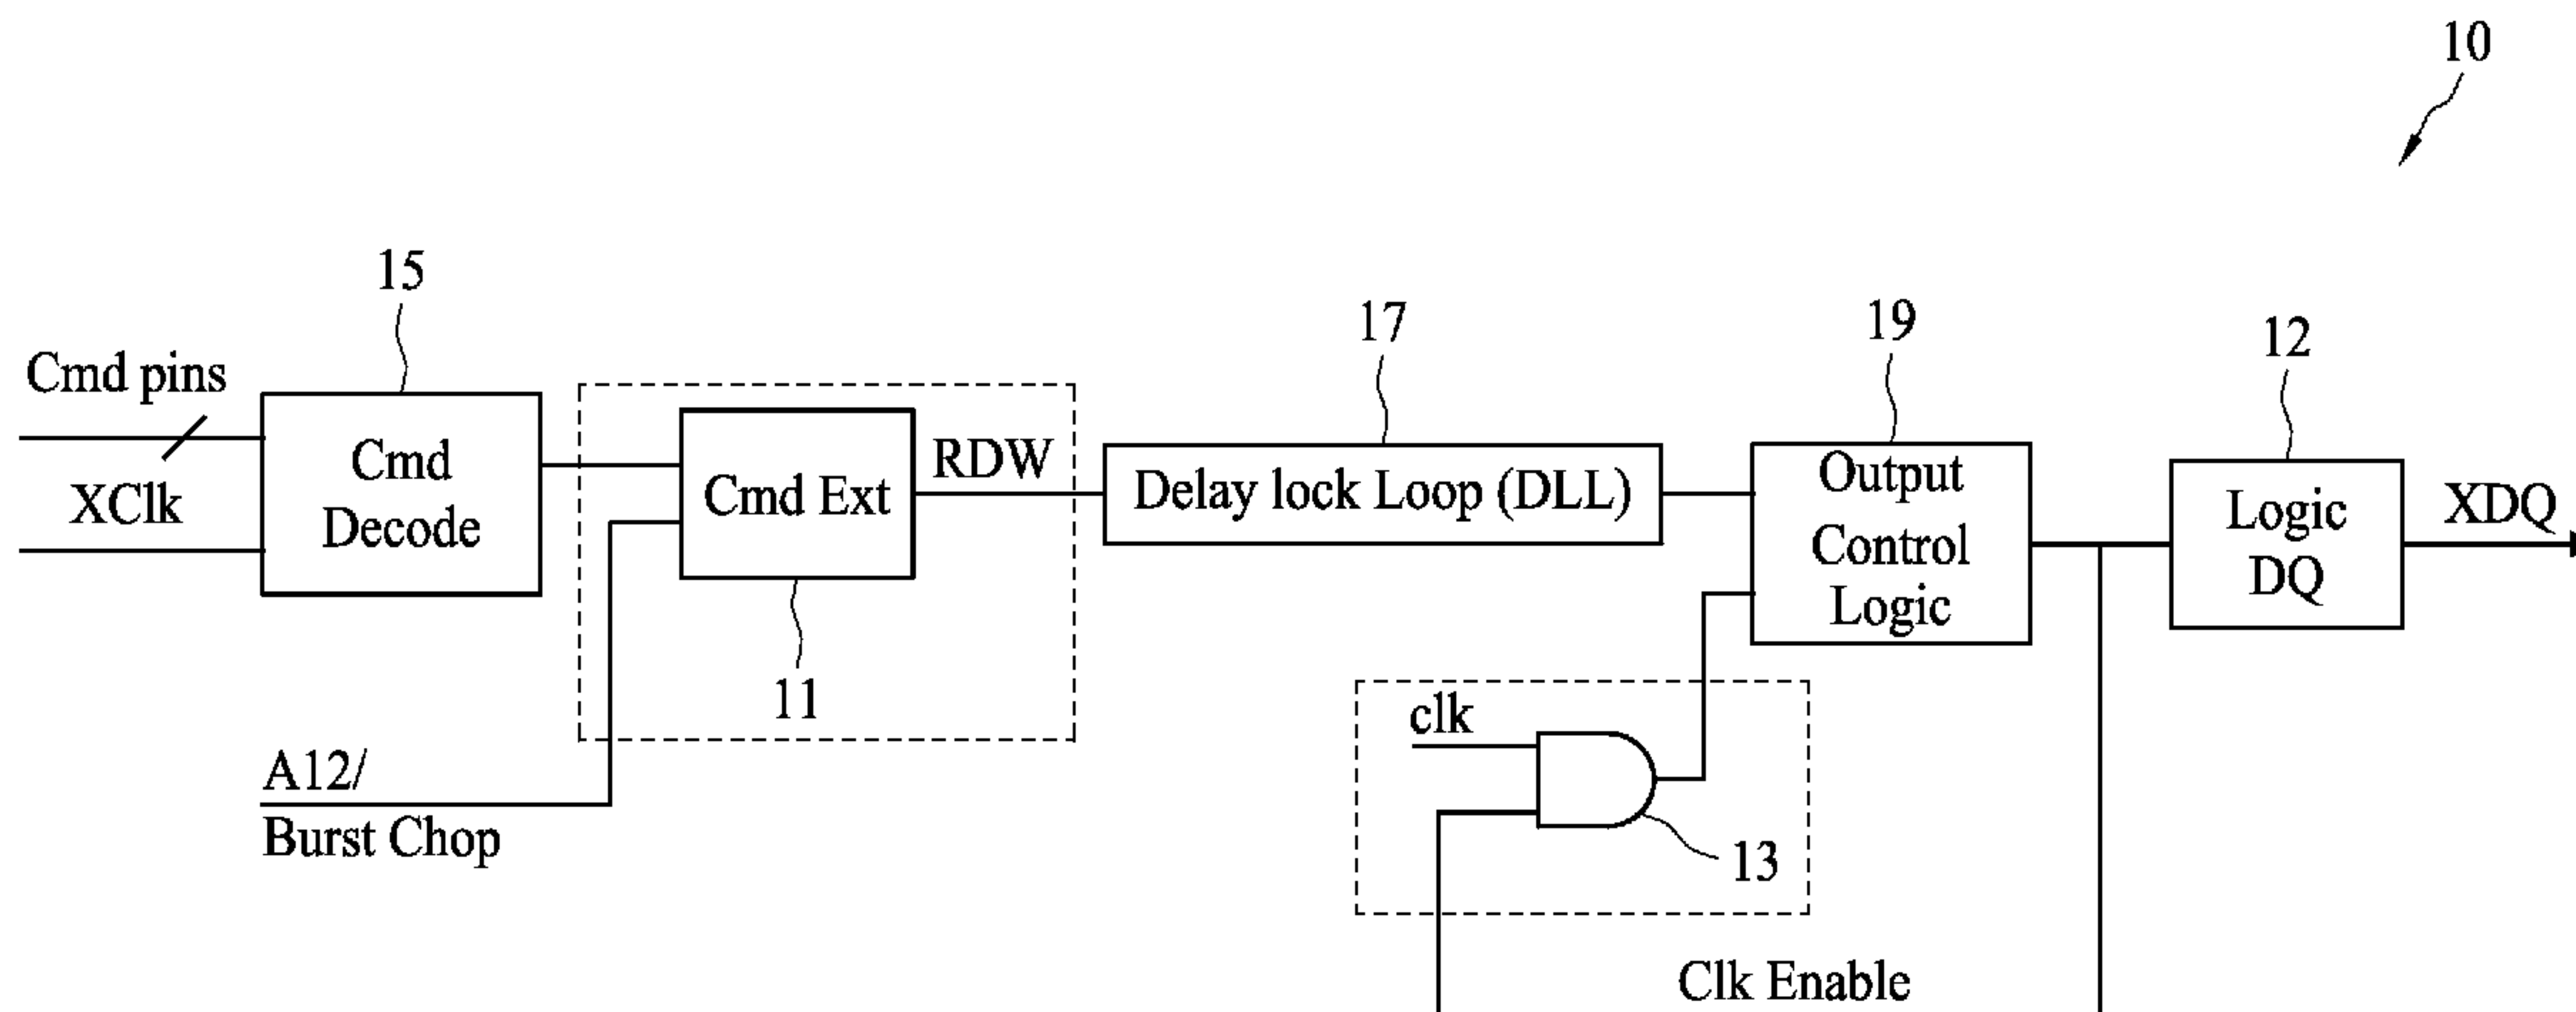 10
15
17
19
12
Cmd pins
XClk
Cmd
Decode
Cmd Ext
RDW
Delay lock Loop (DLL)
Output
Control
Logic
Logic
DQ
XDQ
11
A12/
Burst Chop
clk
13
Clk Enable